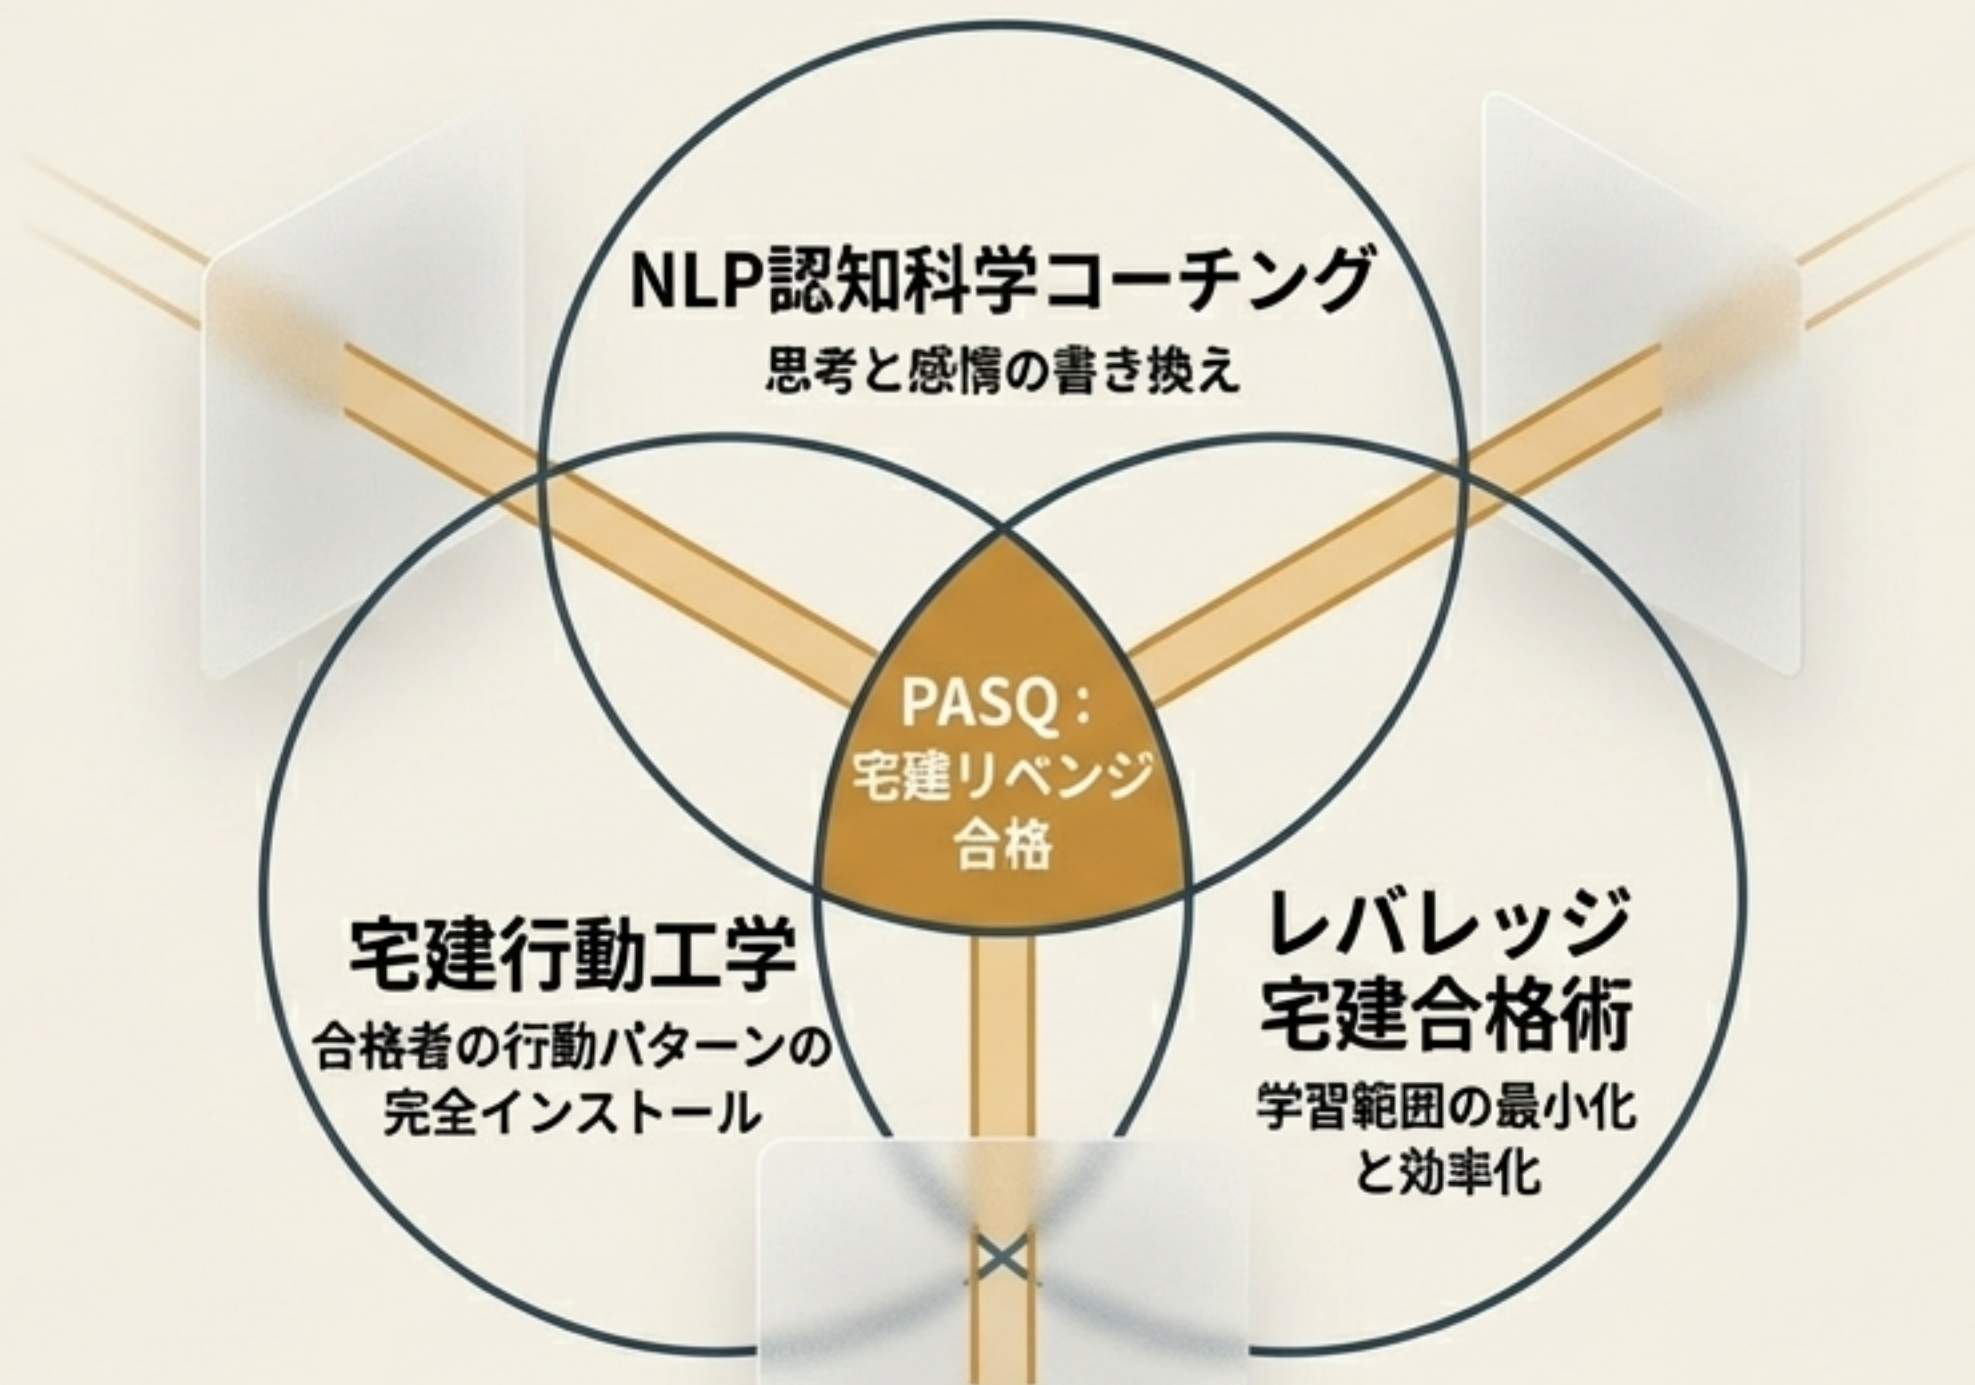 NLP認知科学コーチング
思考と感情の書き換え
PASQ：
宅建リベンジ
合格
宅建行動工学
合格者の行動パターンの
完全インストール
レバレッジ
宅建合格術
学習範囲の最小化
と効率化